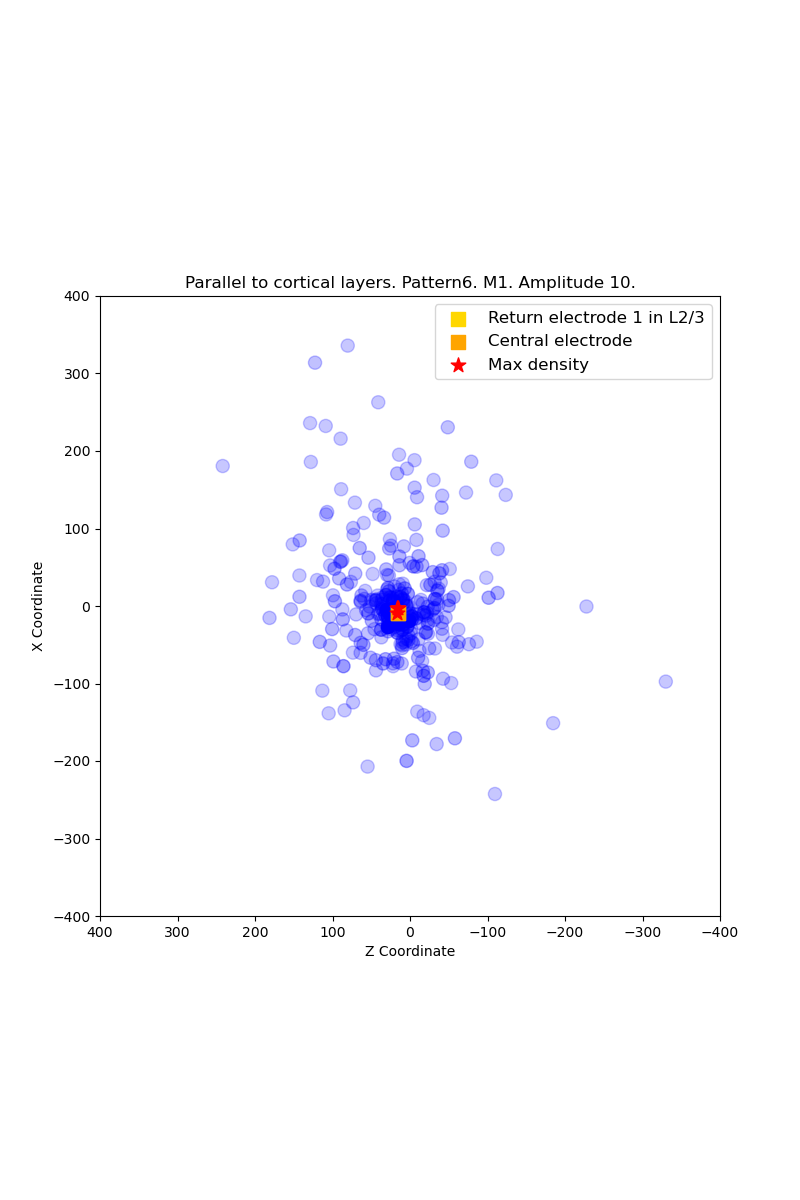 Parallel to cortical layers. Pattern6. M1. Amplitude 10.
Return electrode 1 in L2/3
Central electrode
Max density
400
300
200
100
0
−100
−200
−300
−400
X Coordinate
400 300 200 100 0 −100 −200 −300 −400
Z Coordinate